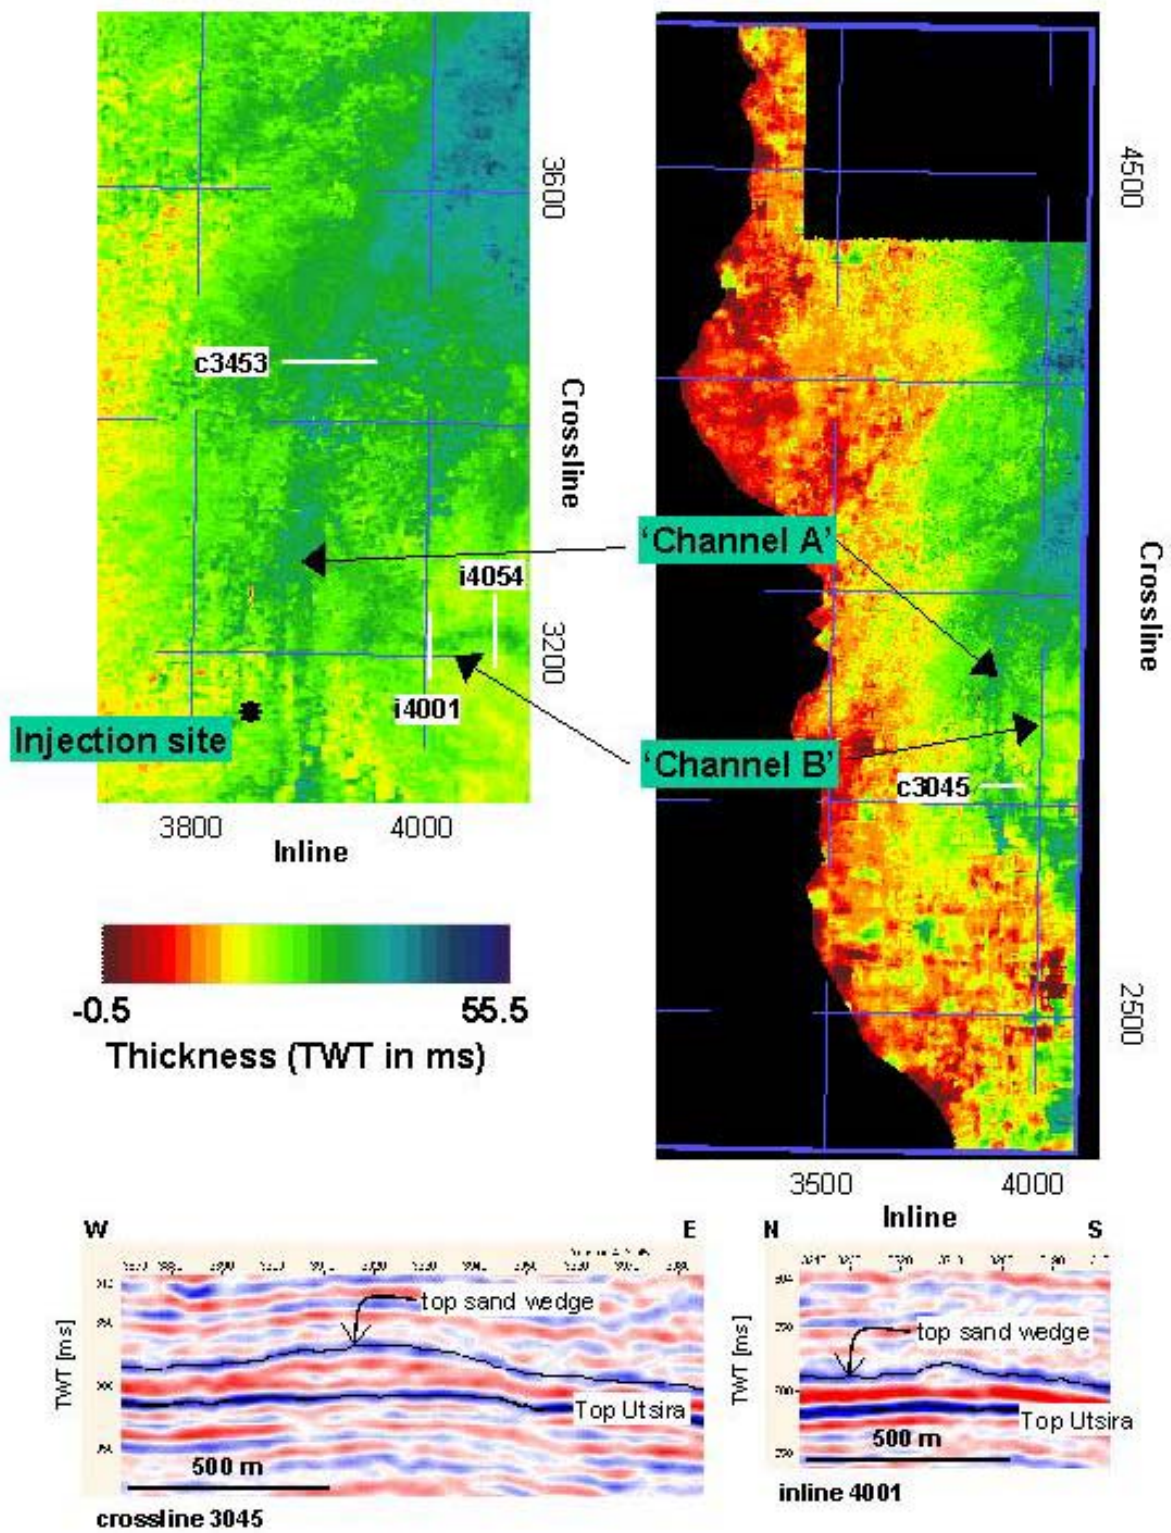 3600
4500
c3453
Crossline
'Channel A'
i4054
Crossline
3200
i4001
Injection site
'Channel B'
c3045
3800
4000
Inline
2500
-0.5
55.5
Thickness (TWT in ms)
3500
4000
Inline
W
E
N
S
top sand wedge
top sand wedge
TWT [ms]
TWT [ms]
Top Utsira
Top Utsira
500 m
500 m
inline 4001
crossline 3045